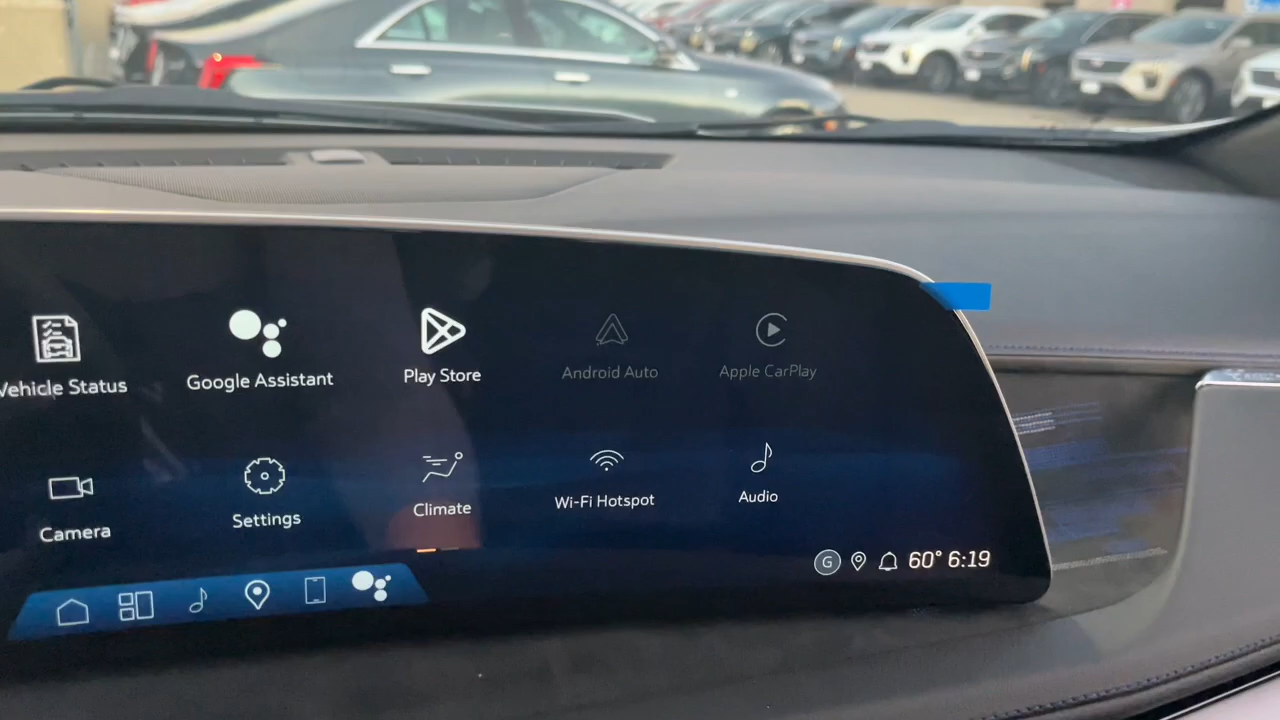 Vehicle Status
Google Assistant
Play Store
Android Auto
Apple CarPlay
Camera
Settings
Climate
Wi-Fi Hotspot
Audio
G 60° 6:19